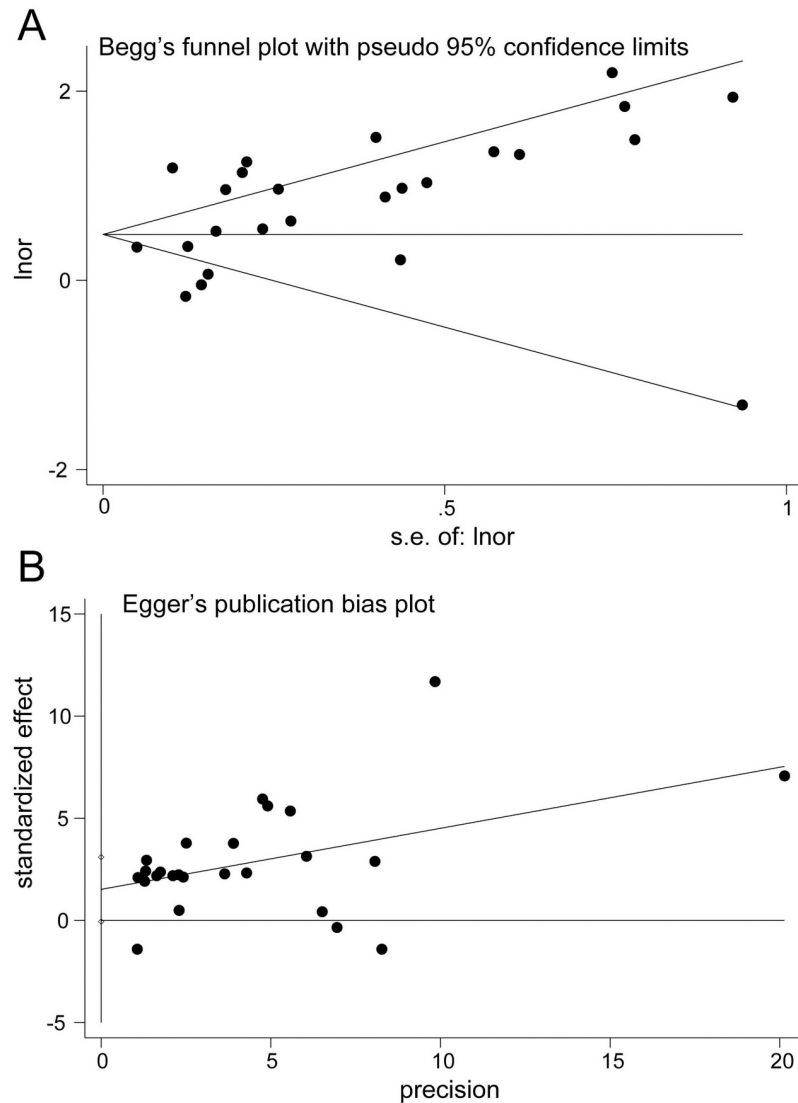 A
Begg’s funnel plot with pseudo 95% confidence limits
2
0
-2
lnor
0
.5
1
s.e. of: lnor
B
Egger’s publication bias plot
15
10
5
0
-5
standardized effect
0
5
10
15
20
precision